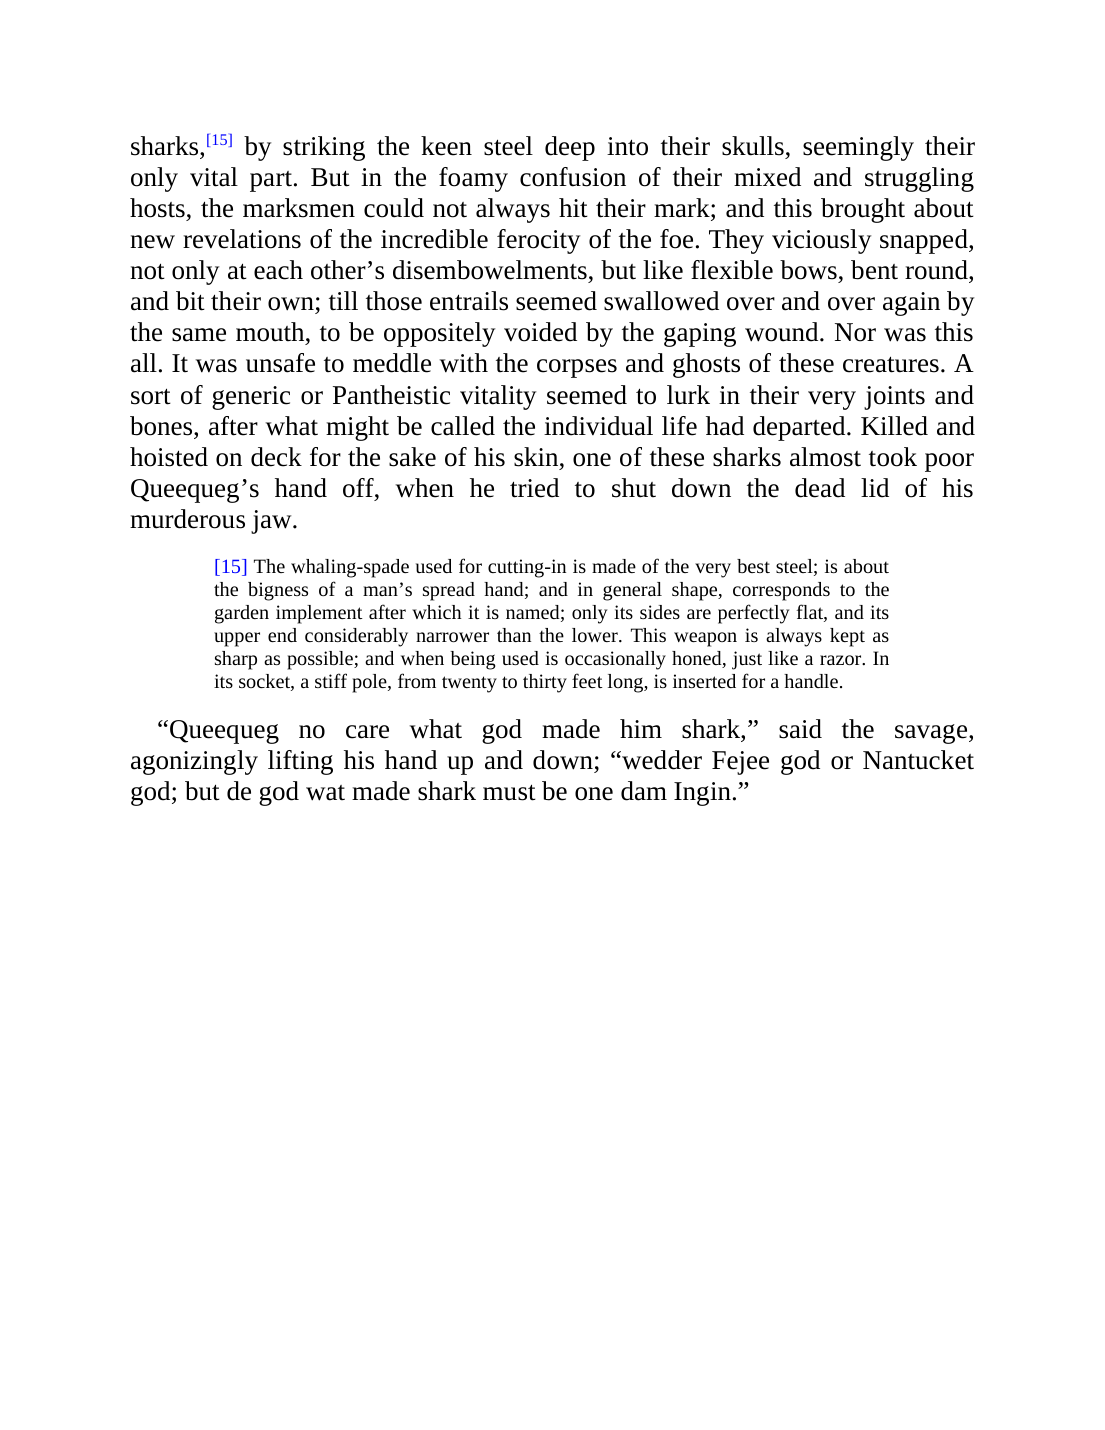 sharks,[15] by striking the keen steel deep into their skulls, seemingly their
only vital part. But in the foamy confusion of their mixed and struggling
hosts, the marksmen could not always hit their mark; and this brought about
new revelations of the incredible ferocity of the foe. They viciously snapped,
not only at each other’s disembowelments, but like flexible bows, bent round,
and bit their own; till those entrails seemed swallowed over and over again by
the same mouth, to be oppositely voided by the gaping wound. Nor was this
all. It was unsafe to meddle with the corpses and ghosts of these creatures. A
sort of generic or Pantheistic vitality seemed to lurk in their very joints and
bones, after what might be called the individual life had departed. Killed and
hoisted on deck for the sake of his skin, one of these sharks almost took poor
Queequeg’s hand off, when he tried to shut down the dead lid of his
murderous jaw.
[15] The whaling-spade used for cutting-in is made of the very best steel; is about
the bigness of a man’s spread hand; and in general shape, corresponds to the
garden implement after which it is named; only its sides are perfectly flat, and its
upper end considerably narrower than the lower. This weapon is always kept as
sharp as possible; and when being used is occasionally honed, just like a razor. In
its socket, a stiff pole, from twenty to thirty feet long, is inserted for a handle.
“Queequeg no care what god made him shark,” said the savage,
agonizingly lifting his hand up and down; “wedder Fejee god or Nantucket
god; but de god wat made shark must be one dam Ingin.”